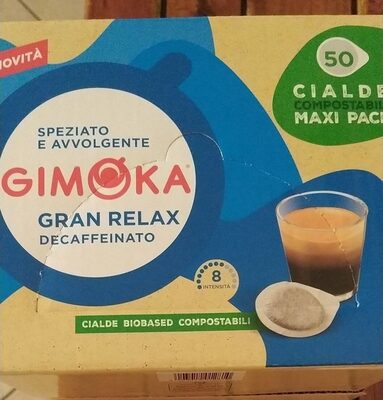 NOVITÀ
50
CIALDE
COMPOSTABILI
MAXI PACK
SPEZIATO
E AVVOLGENTE
GIMOKA
GRAN RELAX
DECAFFEINATO
8
INTENSITÀ
CIALDE BIOBASED COMPOSTABILI